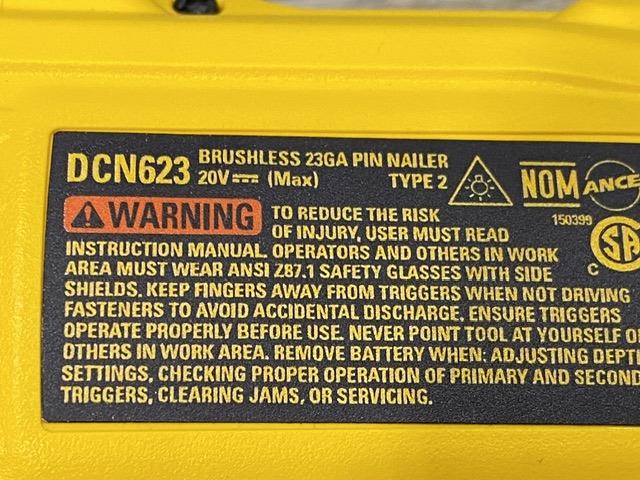 DCN623 BRUSHLESS 23GA PIN NAILER
20V ⎓ (Max) TYPE 2
NOM ANCE
⚠WARNING TO REDUCE THE RISK
150399
OF INJURY, USER MUST READ
SA
C
INSTRUCTION MANUAL. OPERATORS AND OTHERS IN WORK
AREA MUST WEAR ANSI Z87.1 SAFETY GLASSES WITH SIDE
SHIELDS. KEEP FINGERS AWAY FROM TRIGGERS WHEN NOT DRIVING
FASTENERS TO AVOID ACCIDENTAL DISCHARGE, ENSURE TRIGGERS
OPERATE PROPERLY BEFORE USE. NEVER POINT TOOL AT YOURSELF O
OTHERS IN WORK AREA. REMOVE BATTERY WHEN: ADJUSTING DEPT
SETTINGS, CHECKING PROPER OPERATION OF PRIMARY AND SECOND
TRIGGERS, CLEARING JAMS, OR SERVICING.